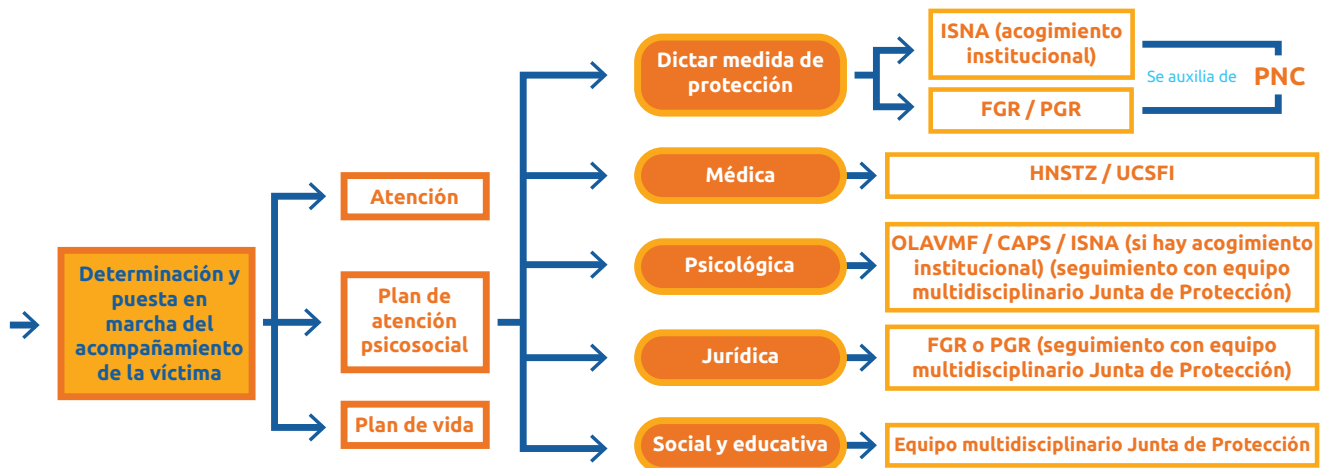 Determinación y
puesta en
marcha del
acompañamiento
de la víctima
Atención
Plan de
atención
psicosocial
Plan de vida
Dictar medida de
protección
ISNA (acogimiento
institucional)
FGR / PGR
Se auxilia de
PNC
Médica
HNSTZ / UCSFI
Psicológica
OLAVMF / CAPS / ISNA (si hay acogimiento
institucional) (seguimiento con equipo
multidisciplinario Junta de Protección)
Jurídica
FGR o PGR (seguimiento con equipo
multidisciplinario Junta de Protección)
Social y educativa
Equipo multidisciplinario Junta de Protección